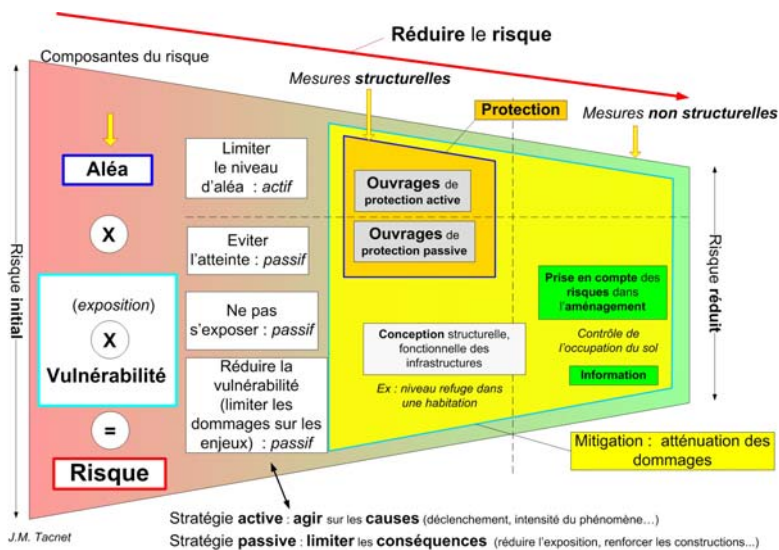 Réduire le risque
Composantes du risque
Mesures structurelles
Protection
Mesures non structurelles
Aléa
Limiter
le niveau
d'aléa : actif
Ouvrages de
protection active
X
Eviter
l'atteinte : passif
Ouvrages de
protection passive
Risque inital
Risque réduit
(exposition)
X
Vulnérabilité
Ne pas
s'exposer : passif
Prise en compte des
risques dans
l'aménagement
Conception structurelle,
fonctionnelle des
infrastructures
Contrôle de
l'occupation du sol
Réduire la
vulnérabilité
(limiter les
dommages sur les
enjeux) : passif
Ex : niveau refuge dans
une habitation
Information
=
Risque
Mitigation : atténuation des
dommages
Stratégie active : agir sur les causes (déclenchement, intensité du phénomène…)
J.M. Tacnet
Stratégie passive : limiter les conséquences (réduire l'exposition, renforcer les constructions...)